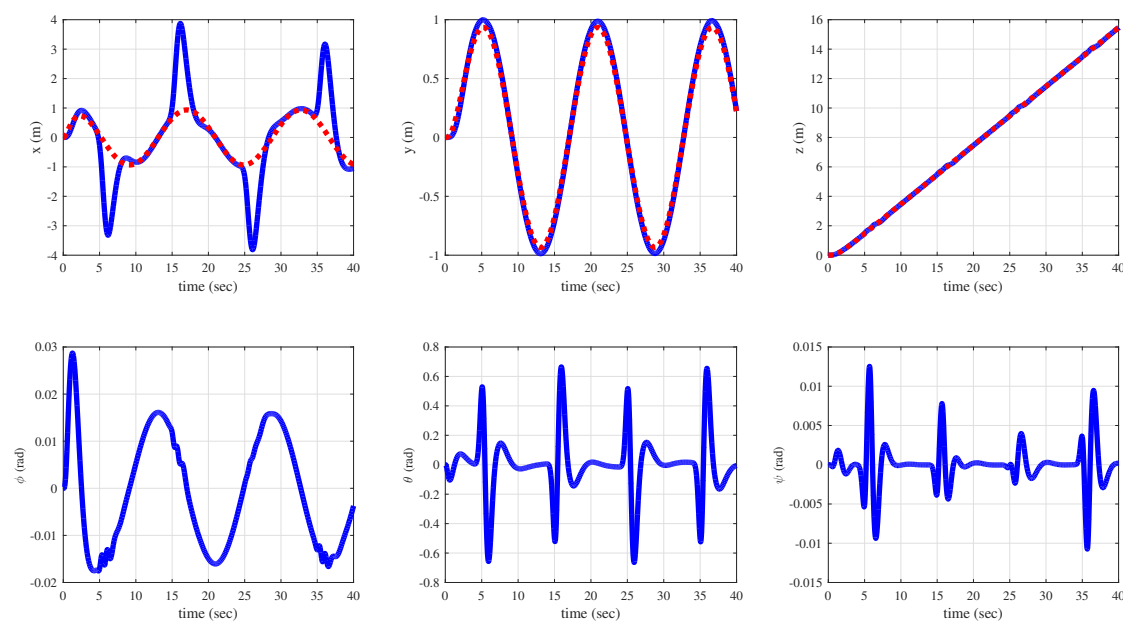 4
3
2
1
0
-1
-2
-3
-4
x (m)
0 5 10 15 20 25 30 35 40
time (sec)
1
0.5
0
-0.5
-1
y (m)
0 5 10 15 20 25 30 35 40
time (sec)
16
14
12
10
8
6
4
2
0
z (m)
0 5 10 15 20 25 30 35 40
time (sec)
0.03
0.02
0.01
0
-0.01
-0.02
ϕ (rad)
0 5 10 15 20 25 30 35 40
time (sec)
0.8
0.6
0.4
0.2
0
-0.2
-0.4
-0.6
-0.8
θ (rad)
0 5 10 15 20 25 30 35 40
time (sec)
0.015
0.01
0.005
0
-0.005
-0.01
-0.015
ψ (rad)
0 5 10 15 20 25 30 35 40
time (sec)